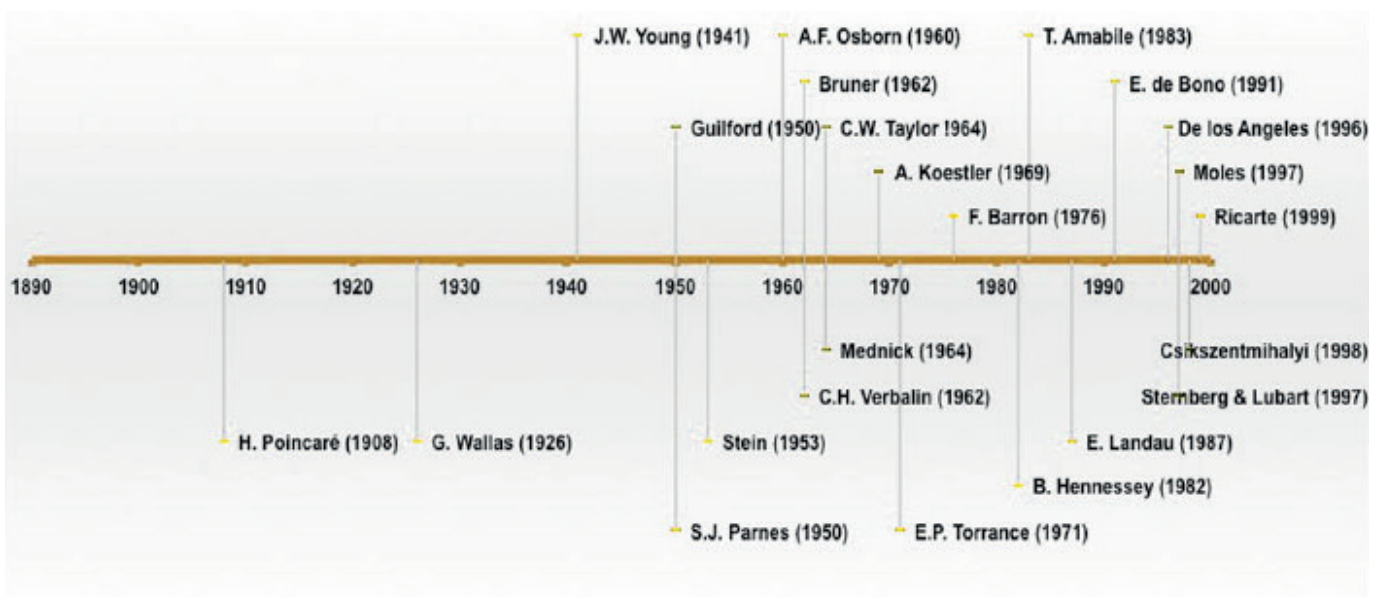 J.W. Young (1941) A.F. Osborn (1960) T. Amabile (1983)
Bruner (1962) E. de Bono (1991)
Guilford (1950) C.W. Taylor !964) De los Angeles (1996)
A. Koestler (1969) Moles (1997)
F. Barron (1976) Ricarte (1999)
1890 1900 1910 1920 1930 1940 1950 1960 1970 1980 1990 2000
Mednick (1964) Csikszentmihalyi (1998)
C.H. Verbalin (1962) Sternberg & Lubart (1997)
H. Poincaré (1908) G. Wallas (1926) Stein (1953) E. Landau (1987)
B. Hennessey (1982)
S.J. Parnes (1950) E.P. Torrance (1971)